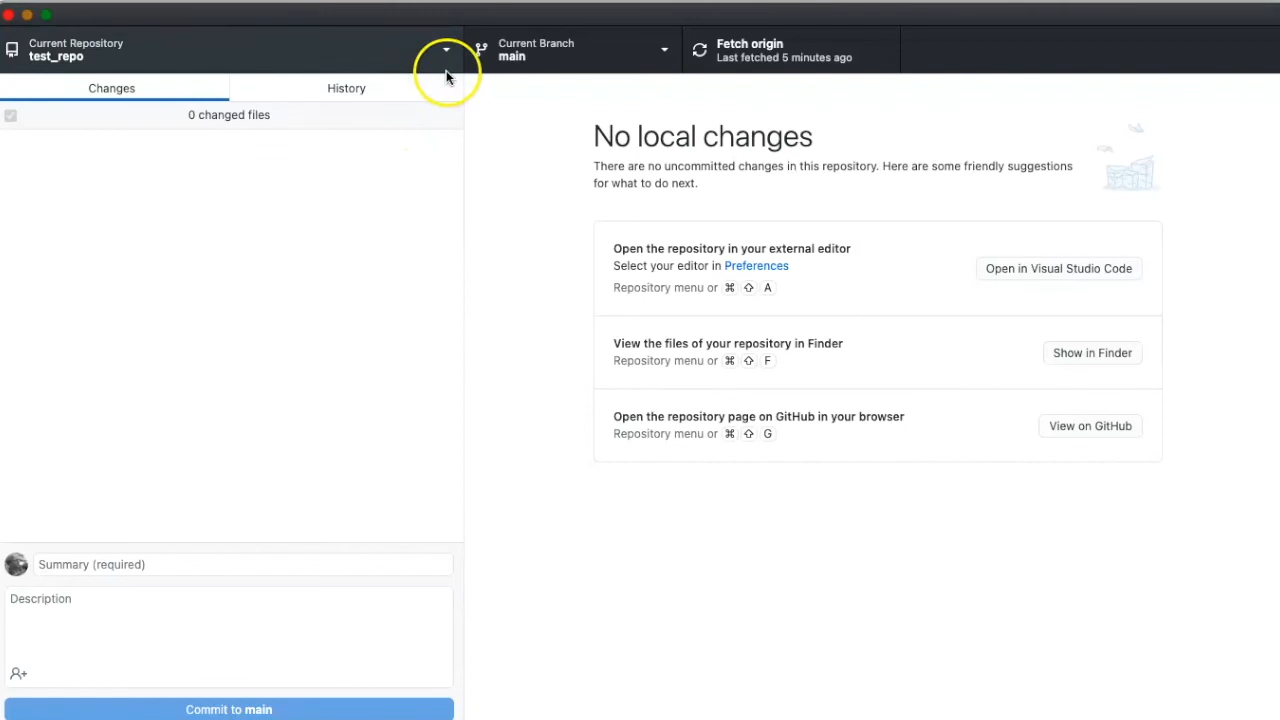 Current Repository
test_repo
Current Branch
main
Fetch origin
Last fetched 5 minutes ago
Changes
History
0 changed files
No local changes
There are no uncommitted changes in this repository. Here are some friendly suggestions
for what to do next.
Open the repository in your external editor
Select your editor in Preferences
Repository menu or ⌘ ⇧ A
Open in Visual Studio Code
View the files of your repository in Finder
Repository menu or ⌘ ⇧ F
Show in Finder
Open the repository page on GitHub in your browser
Repository menu or ⌘ ⇧ G
View on GitHub
Summary (required)
Description
Commit to main